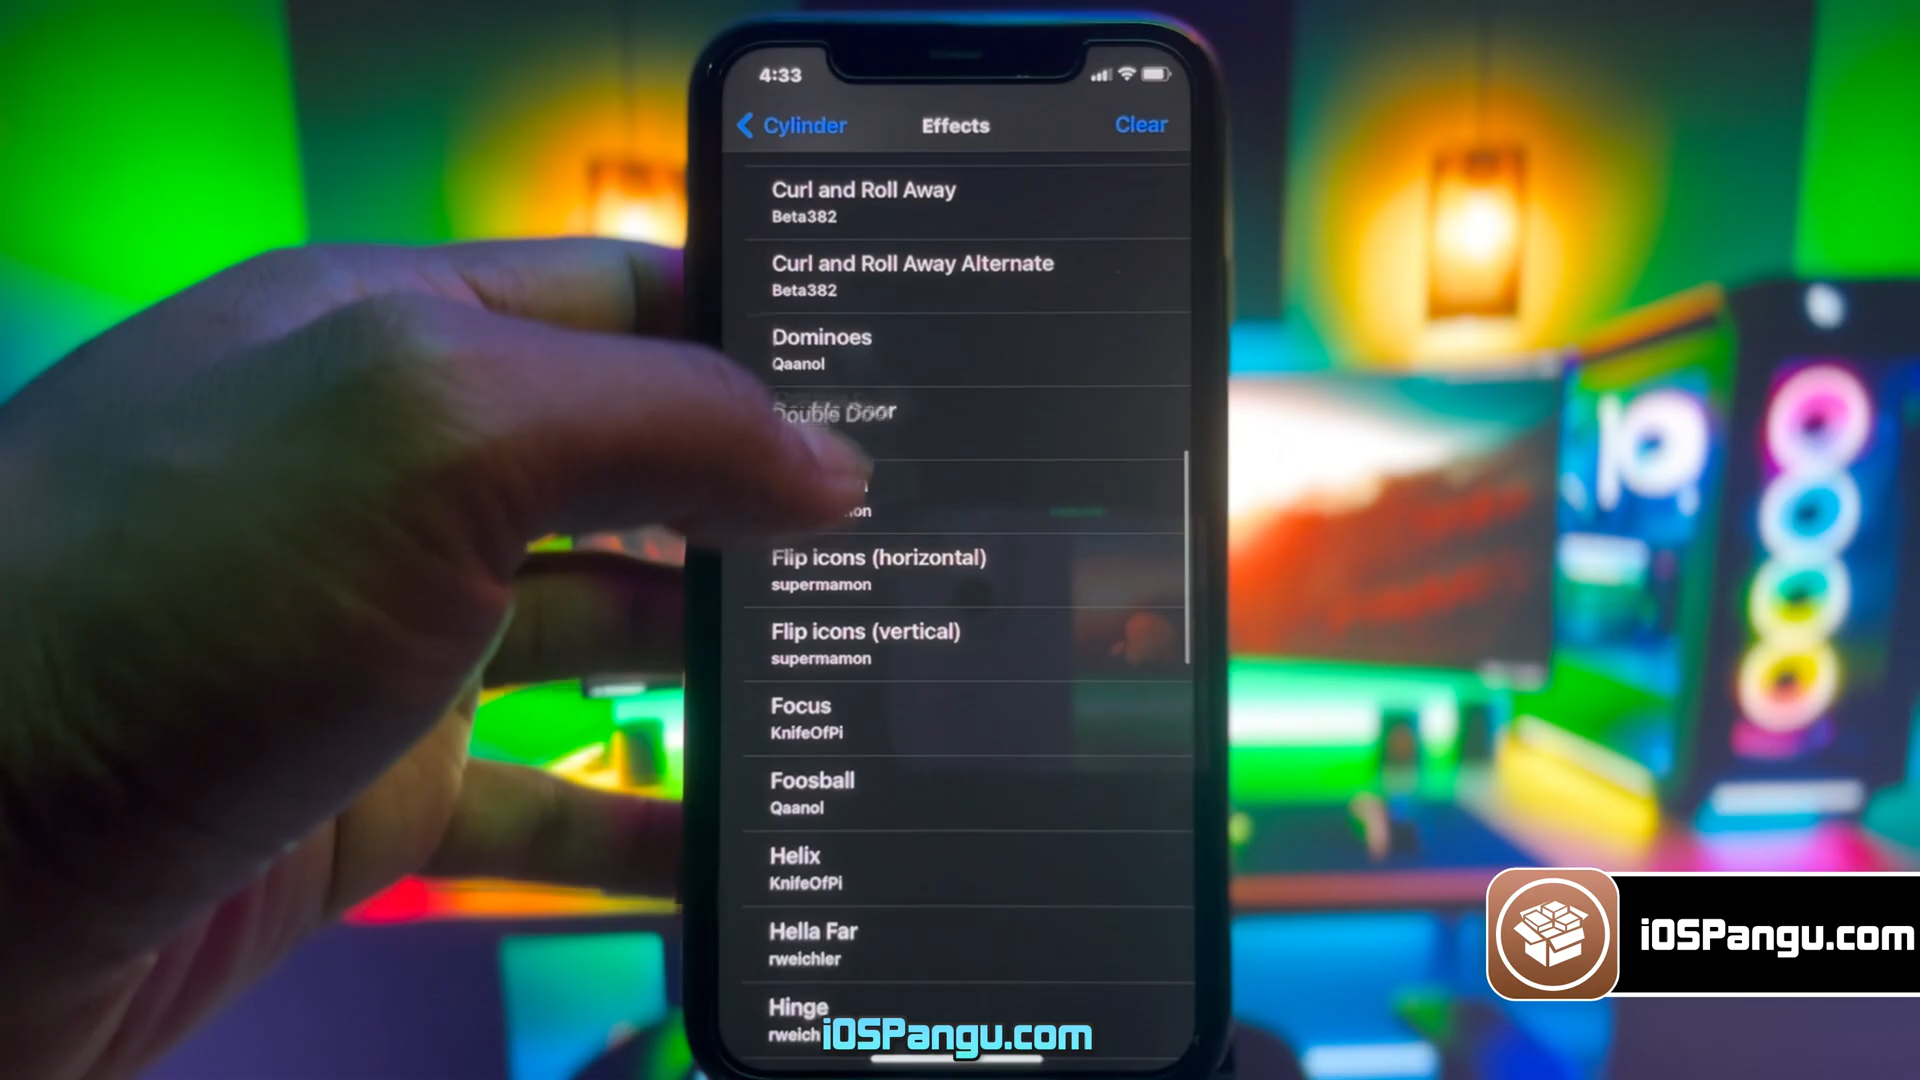 4:33
Cylinder
Effects
Clear
Curl and Roll Away
Beta382
Curl and Roll Away Alternate
Beta382
Dominoes
Qaanol
Double Door
Flip icons (horizontal)
supermamon
Flip icons (vertical)
supermamon
Focus
KnifeOfPi
Foosball
Qaanol
Helix
KnifeOfPi
Hella Far
rweichler
Hinge
iOSPangu.com
iOSPangu.com